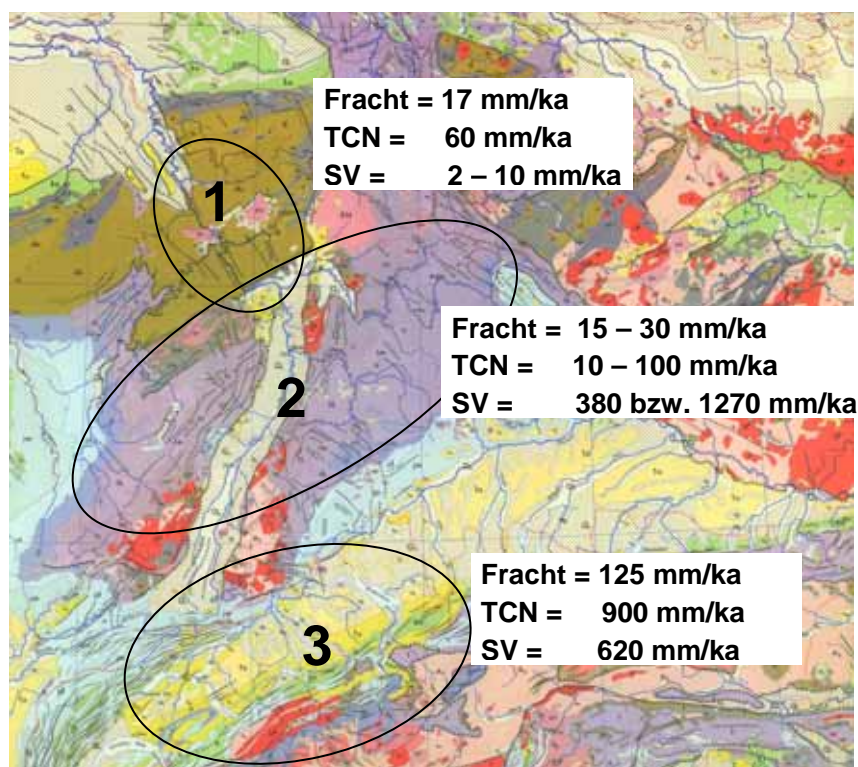 Fracht = 17 mm/ka
TCN = 60 mm/ka
SV = 2 – 10 mm/ka
1
Fracht = 15 – 30 mm/ka
TCN = 10 – 100 mm/ka
SV = 380 bzw. 1270 mm/ka
2
Fracht = 125 mm/ka
TCN = 900 mm/ka
SV = 620 mm/ka
3